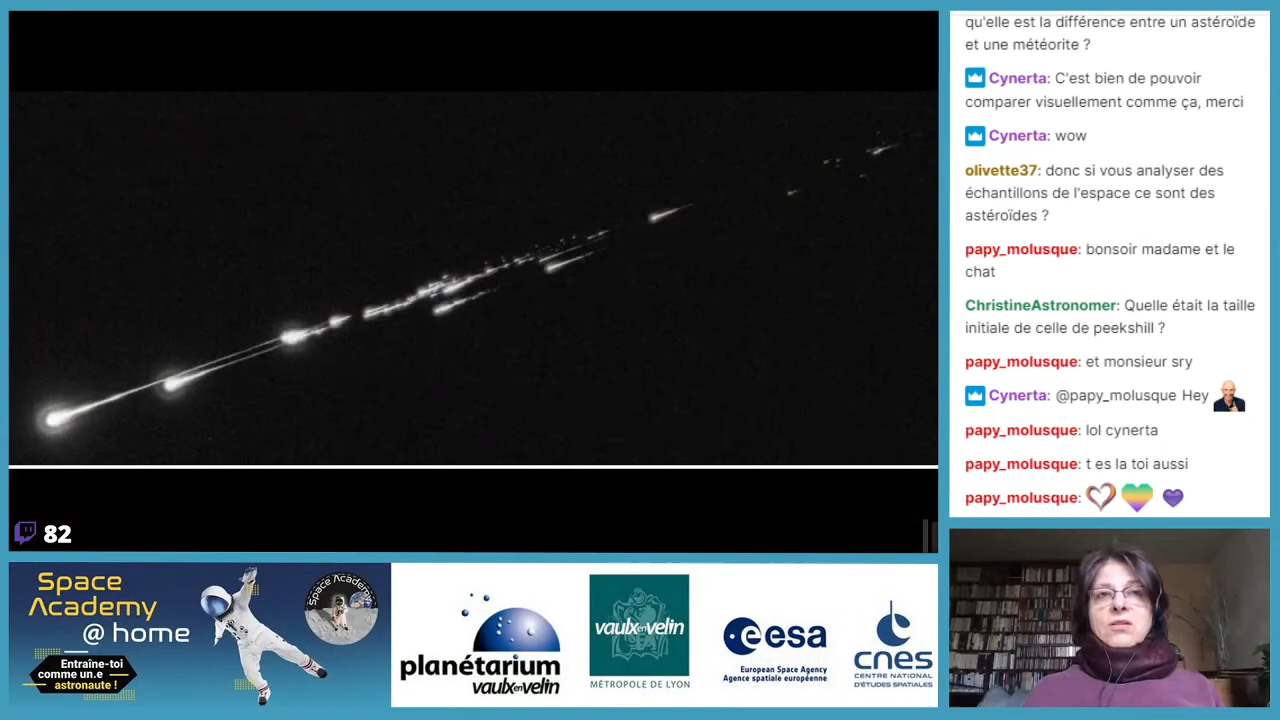 qu'elle est la différence entre un astéroïde
et une météorite ?
Cynerta: C'est bien de pouvoir
comparer visuellement comme ça, merci
Cynerta: wow
olivette37: donc si vous analyser des
échantillons de l'espace ce sont des
astéroïdes ?
papy_molusque: bonsoir madame et le
chat
ChristineAstronomer: Quelle était la taille
initiale de celle de peekshill ?
papy_molusque: et monsieur sry
Cynerta: @papy_molusque Hey
papy_molusque: lol cynerta
papy_molusque: t es la toi aussi
papy_molusque:
82
Space
Academy
@ home
Entraîne-toi
comme un.e
astronaute !
Space Academy
planétarium
vaulx en velin
vaulx en velin
MÉTROPOLE DE LYON
esa
European Space Agency
Agence spatiale européenne
cnes
CENTRE NATIONAL
D'ÉTUDES SPATIALES